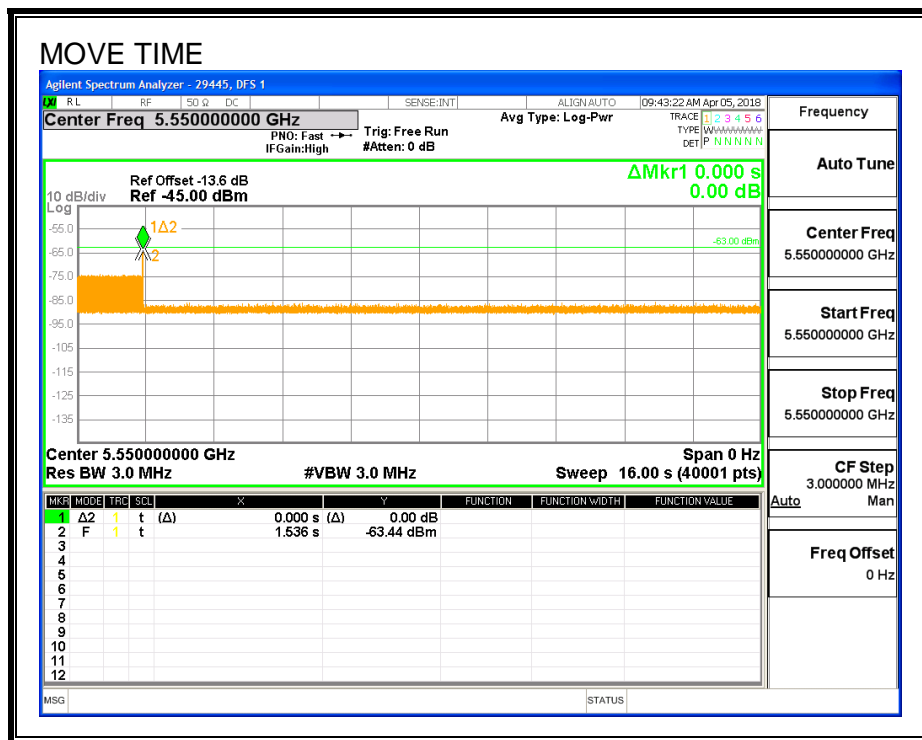 MOVE TIME
Agilent Spectrum Analyzer - 29445, DFS 1
LXI RL RF 50 Ω DC SENSE:INT ALIGN AUTO 09:43:22 AM Apr 05, 2018
Center Freq 5.550000000 GHz
PNO: Fast
IFGain:High
Trig: Free Run
#Atten: 0 dB
Avg Type: Log-Pwr
TRACE 1 2 3 4 5 6
TYPE WWWWWW
DET P N N N N N
Frequency
Auto Tune
Center Freq
5.550000000 GHz
Start Freq
5.550000000 GHz
Stop Freq
5.550000000 GHz
CF Step
3.000000 MHz
Auto Man
Freq Offset
0 Hz
ΔMkr1 0.000 s
0.00 dB
Ref Offset -13.6 dB
10 dB/div Ref -45.00 dBm
Log
-55.0
-65.0
-75.0
-85.0
-95.0
-105
-115
-125
-135
1Δ2
2
-63.00 dBm
Center 5.550000000 GHz Span 0 Hz
Res BW 3.0 MHz #VBW 3.0 MHz Sweep 16.00 s (40001 pts)
MKR MODE TRC SCL X Y FUNCTION FUNCTION WIDTH FUNCTION VALUE
1 Δ2 1 t (Δ) 0.000 s (Δ) 0.00 dB
2 F 1 t 1.536 s -63.44 dBm
3
4
5
6
7
8
9
10
11
12
MSG STATUS